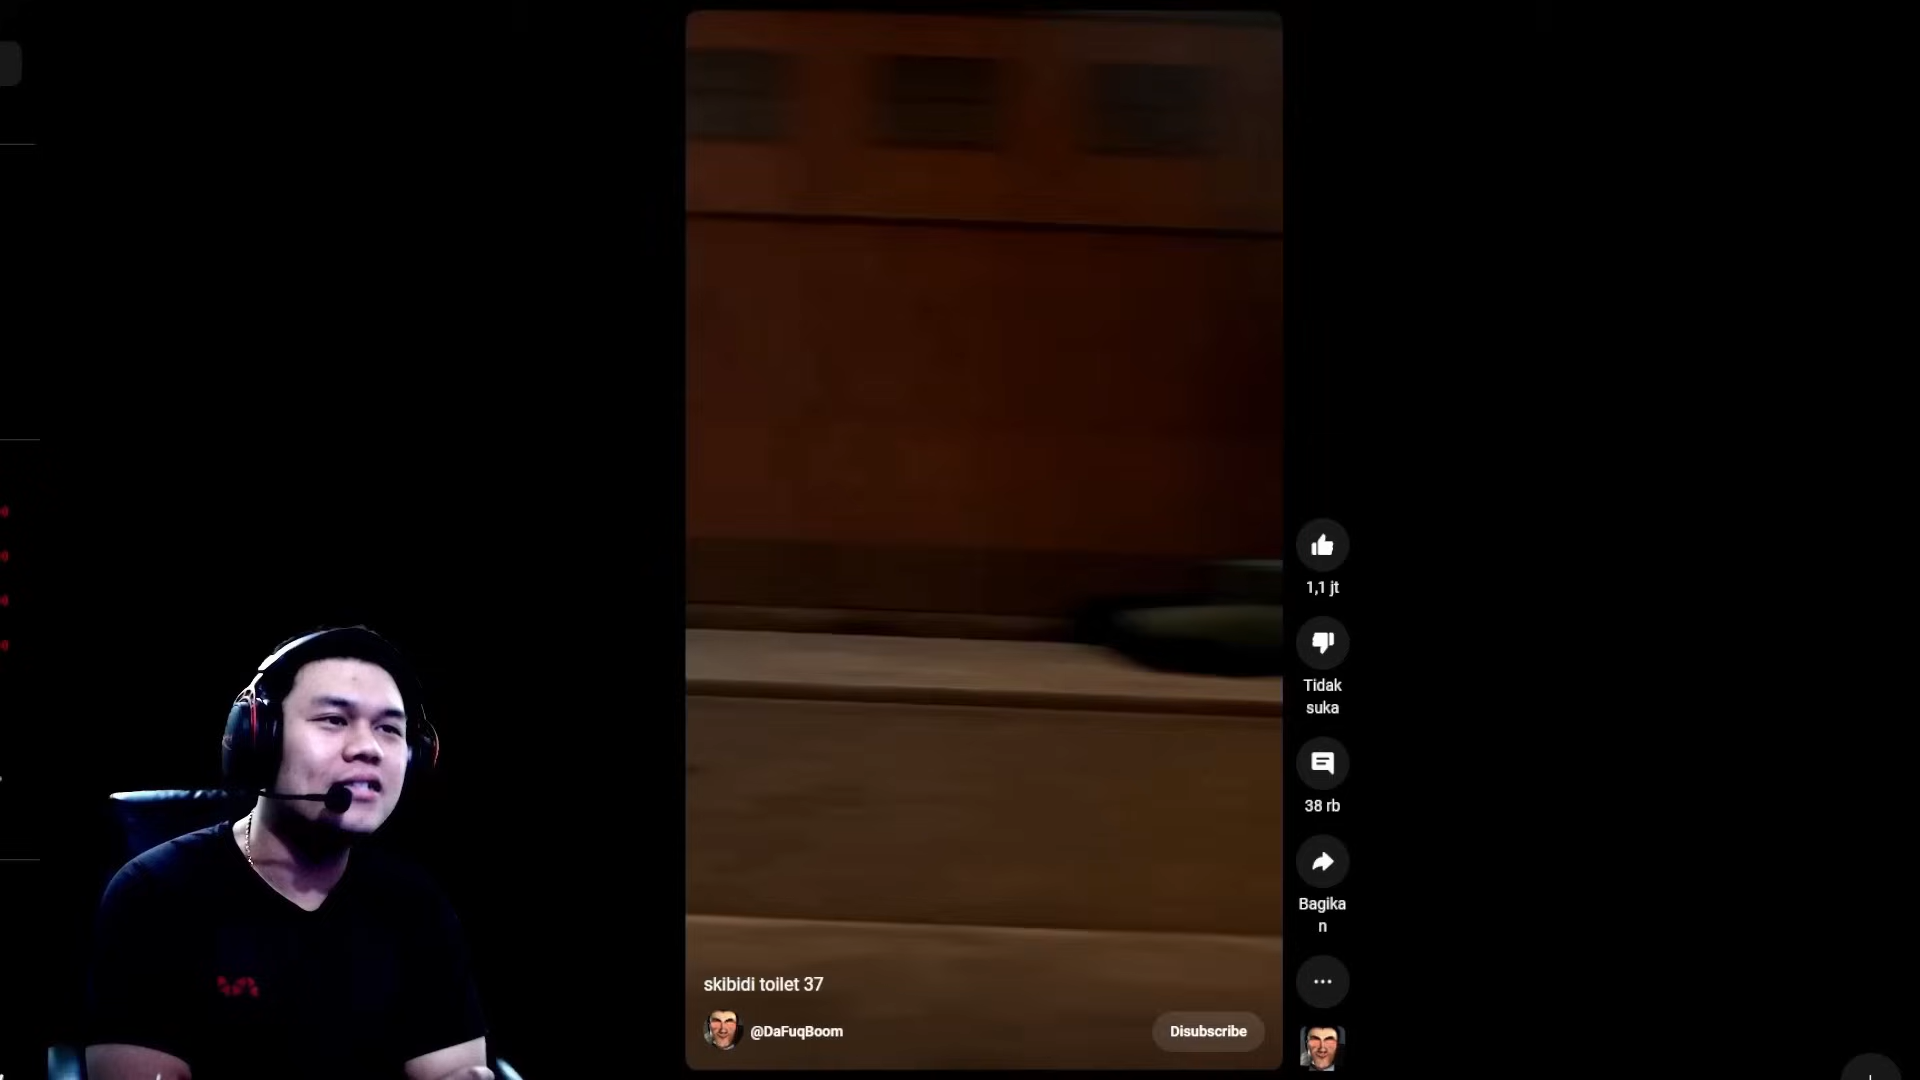 1,1 jt
Tidak
suka
38 rb
Bagika
n
skibidi toilet 37
@DaFuqBoom
Disubscribe